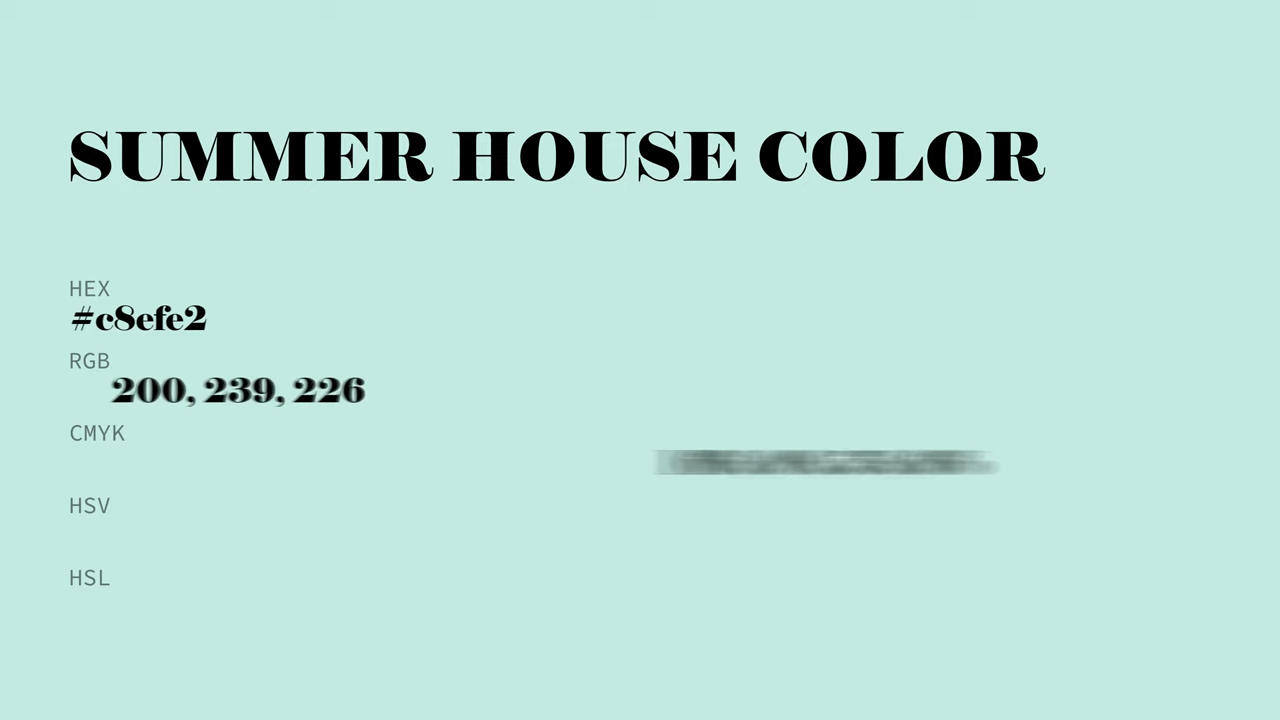 SUMMER HOUSE COLOR
HEX
#c8efe2
RGB
200, 239, 226
CMYK
HSV
HSL